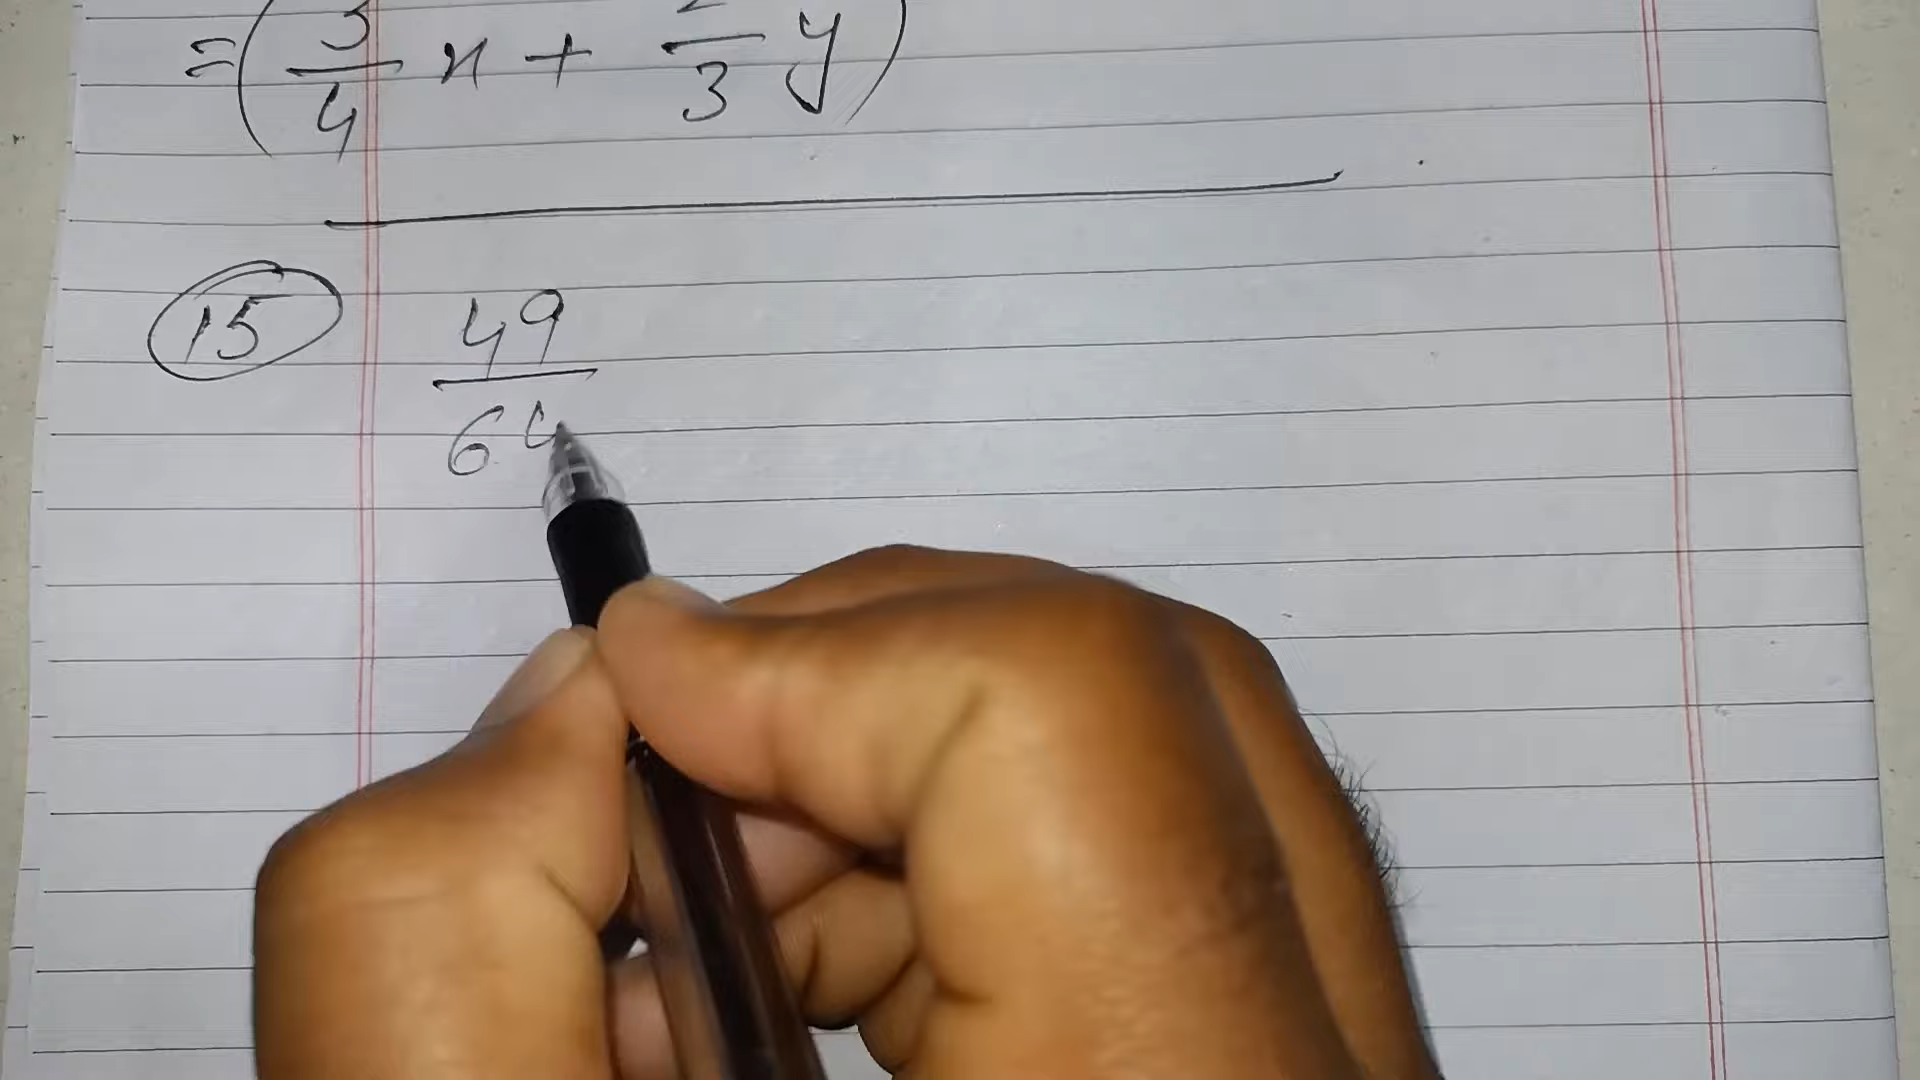 = (3/4 x + 2/3 y)
15 49/64